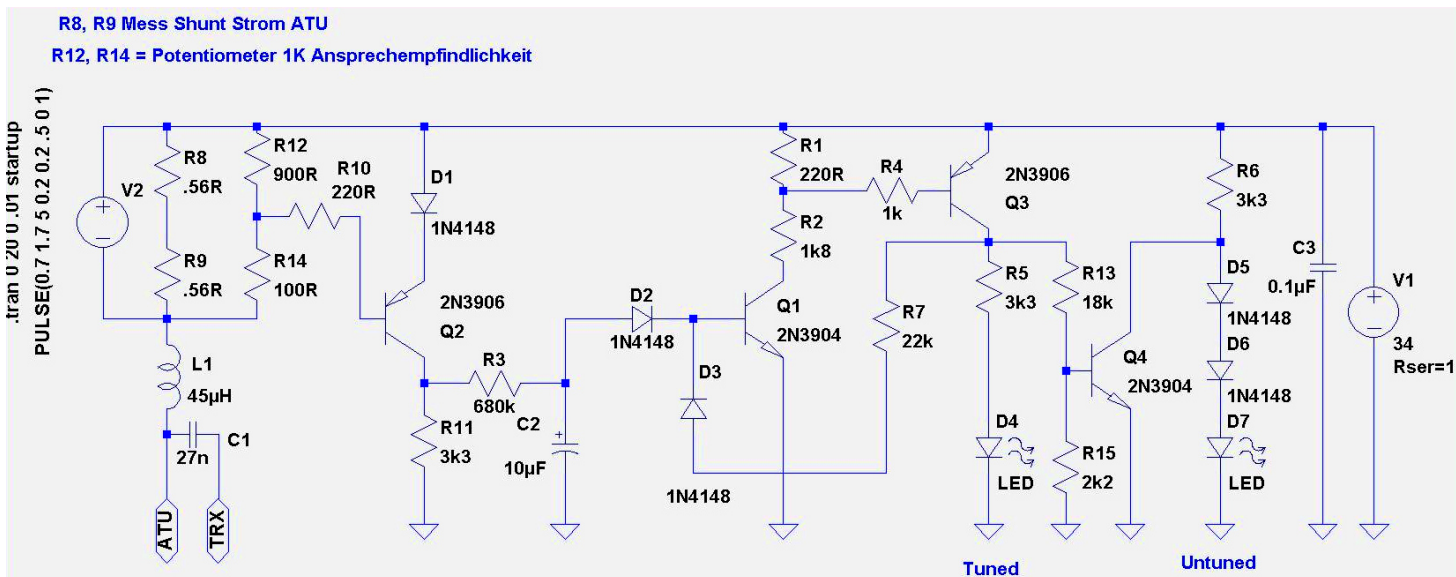 R8, R9 Mess Shunt Strom ATU
R12, R14 = Potentiometer 1K Ansprechempfindlichkeit
.tran 0 20 0 .01 startup
PULSE(0.7 1.7 5 0.2 0.2 .5 0 1)
V2
R8
.56R
R9
.56R
R12
900R
R14
100R
R10
220R
D1
1N4148
2N3906
Q2
L1
45µH
C1
27n
ATU
TRX
R3
680k
R11
3k3
C2
10µF
D2
1N4148
D3
1N4148
R1
220R
R2
1k8
Q1
2N3904
R4
1k
2N3906
Q3
R7
22k
R5
3k3
D4
LED
R13
18k
R15
2k2
Q4
2N3904
R6
3k3
D5
1N4148
D6
1N4148
D7
LED
C3
0.1µF
V1
34
Rser=1
Tuned
Untuned